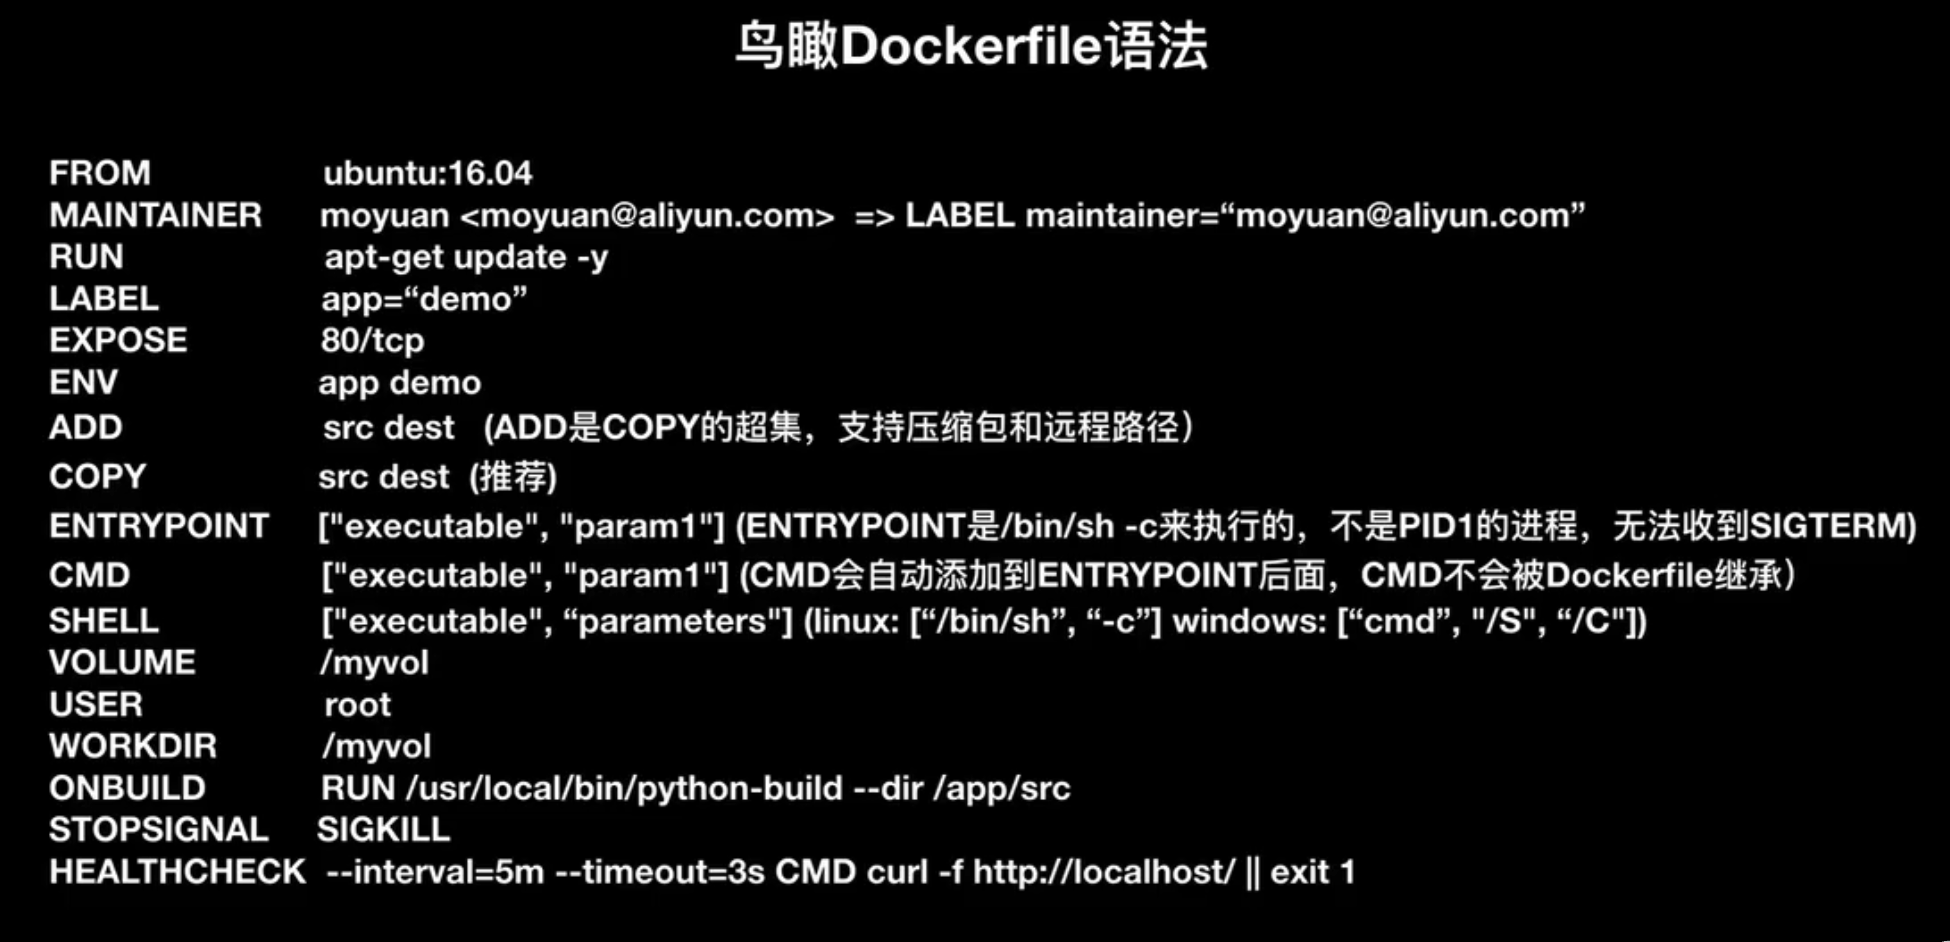 鸟瞰Dockerfile语法
FROM ubuntu:16.04
MAINTAINER moyuan <moyuan@aliyun.com> => LABEL maintainer=“moyuan@aliyun.com”
RUN apt-get update -y
LABEL app=“demo”
EXPOSE 80/tcp
ENV app demo
ADD src dest (ADD是COPY的超集，支持压缩包和远程路径）
COPY src dest (推荐)
ENTRYPOINT ["executable", "param1"] (ENTRYPOINT是/bin/sh -c来执行的，不是PID1的进程，无法收到SIGTERM)
CMD ["executable", "param1"] (CMD会自动添加到ENTRYPOINT后面，CMD不会被Dockerfile继承）
SHELL ["executable", “parameters"] (linux: [“/bin/sh”, “-c”] windows: [“cmd”, "/S", “/C"])
VOLUME /myvol
USER root
WORKDIR /myvol
ONBUILD RUN /usr/local/bin/python-build --dir /app/src
STOPSIGNAL SIGKILL
HEALTHCHECK --interval=5m --timeout=3s CMD curl -f http://localhost/ || exit 1